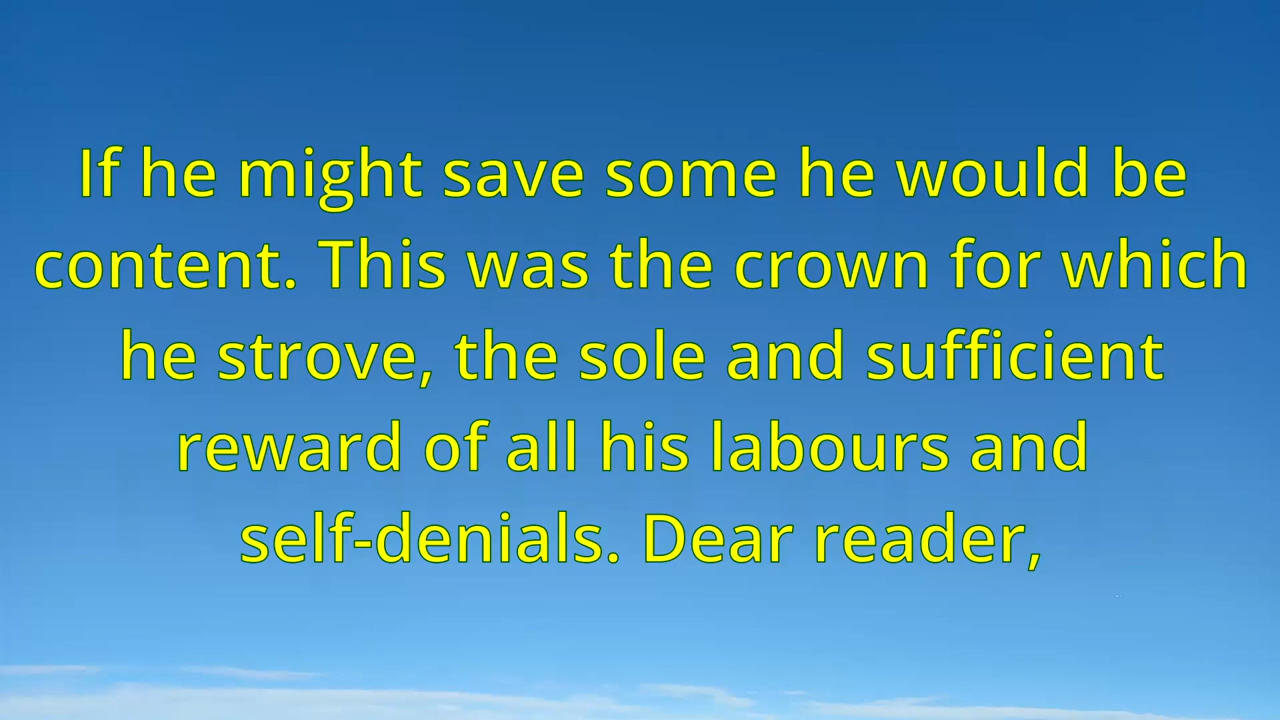 If he might save some he would be
content. This was the crown for which
he strove, the sole and sufficient
reward of all his labours and
self-denials. Dear reader,